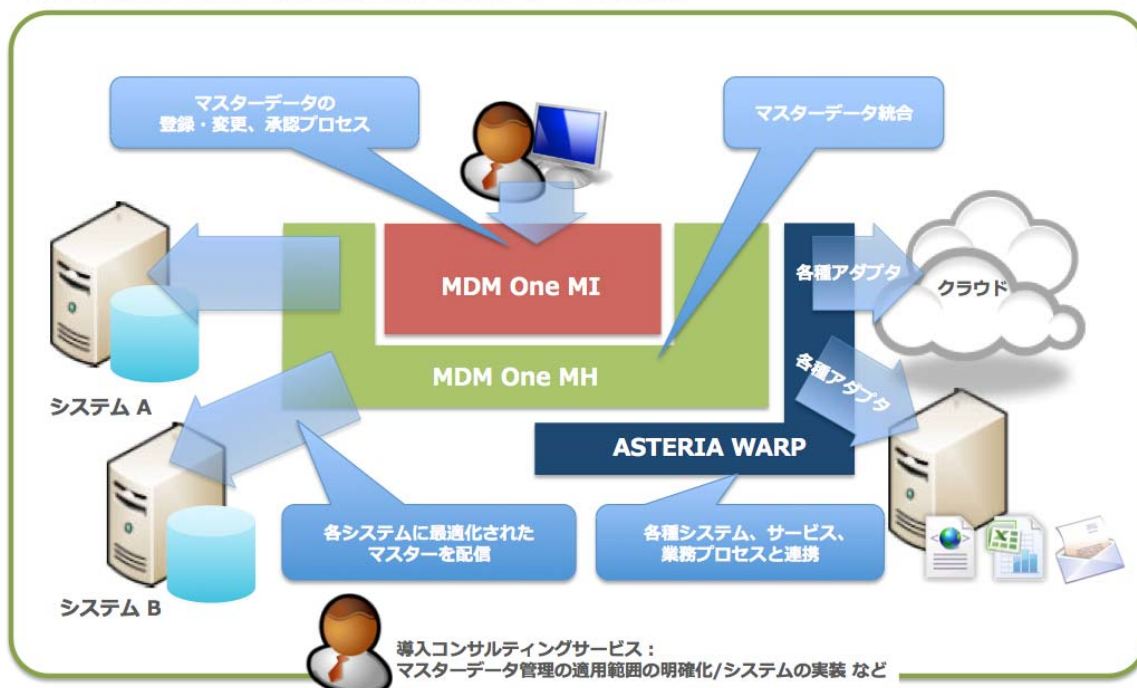 マスターデータの
登録・変更、承認プロセス
マスターデータ統合
MDM One MI
各種アダプタ
クラウド
MDM One MH
各種アダプタ
システム A
ASTERIA WARP
各システムに最適化された
マスターを配信
各種システム、サービス、
業務プロセスと連携
システム B
導入コンサルティングサービス：
マスターデータ管理の適用範囲の明確化/システムの実装 など